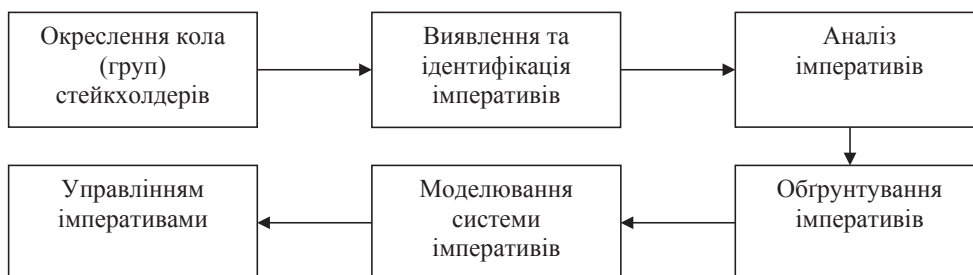 Окреслення кола
(груп)
стейкхолдерів
Виявлення та
ідентифікація
імперативів
Аналіз
імперативів
Обґрунтування
імперативів
Моделювання
системи
імперативів
Управлінням
імперативами